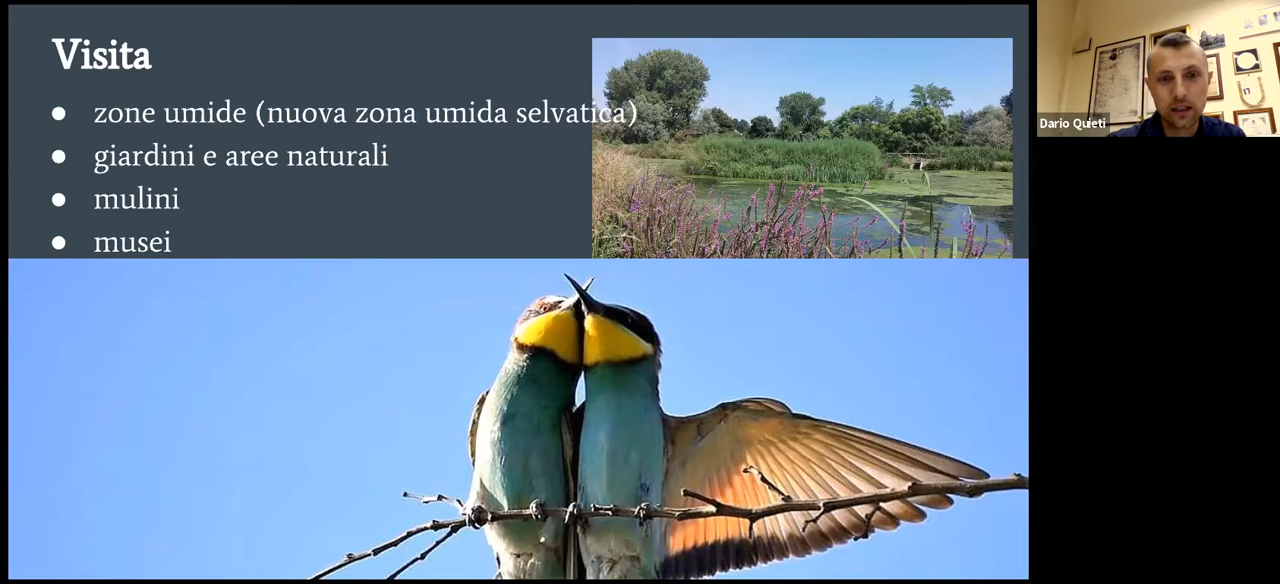 Visita
● zone umide (nuova zona umida selvatica)
● giardini e aree naturali
● mulini
● musei
Dario Quieti